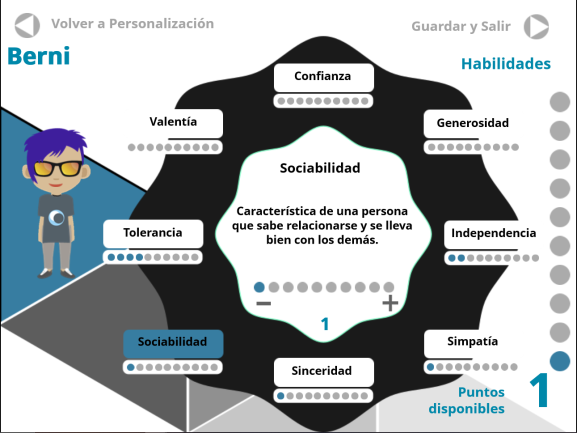 Volver a Personalización
Guardar y Salir
Berni
Habilidades
Confianza
Valentía
Generosidad
Sociabilidad
Característica de una persona
que sabe relacionarse y se lleva
bien con los demás.
Tolerancia
Independencia
1
Sociabilidad
Simpatía
Sinceridad
Puntos
disponibles
1